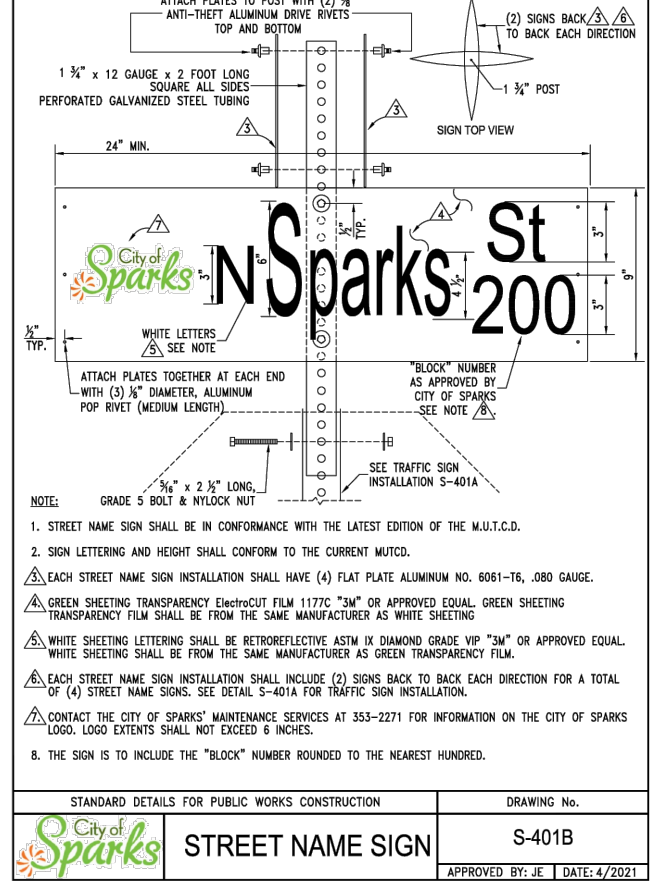 ATTACH PLATES TO POST WITH (2) ⅜
ANTI-THEFT ALUMINUM DRIVE RIVETS
TOP AND BOTTOM
(2) SIGNS BACK 3 6
TO BACK EACH DIRECTION
1 ¾" x 12 GAUGE x 2 FOOT LONG
SQUARE ALL SIDES
PERFORATED GALVANIZED STEEL TUBING
1 ¾" POST
3
3
SIGN TOP VIEW
24" MIN.
7
½"
TYP.
4
City of
Sparks
3"
N
6"
Sparks
4 ½"
St
200
3"
3"
9"
½"
TYP.
WHITE LETTERS
5 SEE NOTE
ATTACH PLATES TOGETHER AT EACH END
WITH (3) ⅛" DIAMETER, ALUMINUM
POP RIVET (MEDIUM LENGTH)
"BLOCK" NUMBER
AS APPROVED BY
CITY OF SPARKS
SEE NOTE 8.
SEE TRAFFIC SIGN
INSTALLATION S-401A
5/16" x 2 ½" LONG,
GRADE 5 BOLT & NYLOCK NUT
NOTE:
1. STREET NAME SIGN SHALL BE IN CONFORMANCE WITH THE LATEST EDITION OF THE M.U.T.C.D.
2. SIGN LETTERING AND HEIGHT SHALL CONFORM TO THE CURRENT MUTCD.
3. EACH STREET NAME SIGN INSTALLATION SHALL HAVE (4) FLAT PLATE ALUMINUM NO. 6061-T6, .080 GAUGE.
4. GREEN SHEETING TRANSPARENCY ElectroCUT FILM 1177C "3M" OR APPROVED EQUAL. GREEN SHEETING
TRANSPARENCY FILM SHALL BE FROM THE SAME MANUFACTURER AS WHITE SHEETING
5. WHITE SHEETING LETTERING SHALL BE RETROREFLECTIVE ASTM IX DIAMOND GRADE VIP "3M" OR APPROVED EQUAL.
WHITE SHEETING SHALL BE FROM THE SAME MANUFACTURER AS GREEN TRANSPARENCY FILM.
6. EACH STREET NAME SIGN INSTALLATION SHALL INCLUDE (2) SIGNS BACK TO BACK EACH DIRECTION FOR A TOTAL
OF (4) STREET NAME SIGNS. SEE DETAIL S-401A FOR TRAFFIC SIGN INSTALLATION.
7. CONTACT THE CITY OF SPARKS' MAINTENANCE SERVICES AT 353-2271 FOR INFORMATION ON THE CITY OF SPARKS
LOGO. LOGO EXTENTS SHALL NOT EXCEED 6 INCHES.
8. THE SIGN IS TO INCLUDE THE "BLOCK" NUMBER ROUNDED TO THE NEAREST HUNDRED.
STANDARD DETAILS FOR PUBLIC WORKS CONSTRUCTION
DRAWING No.
City of
Sparks
STREET NAME SIGN
S-401B
APPROVED BY: JE
DATE: 4/2021